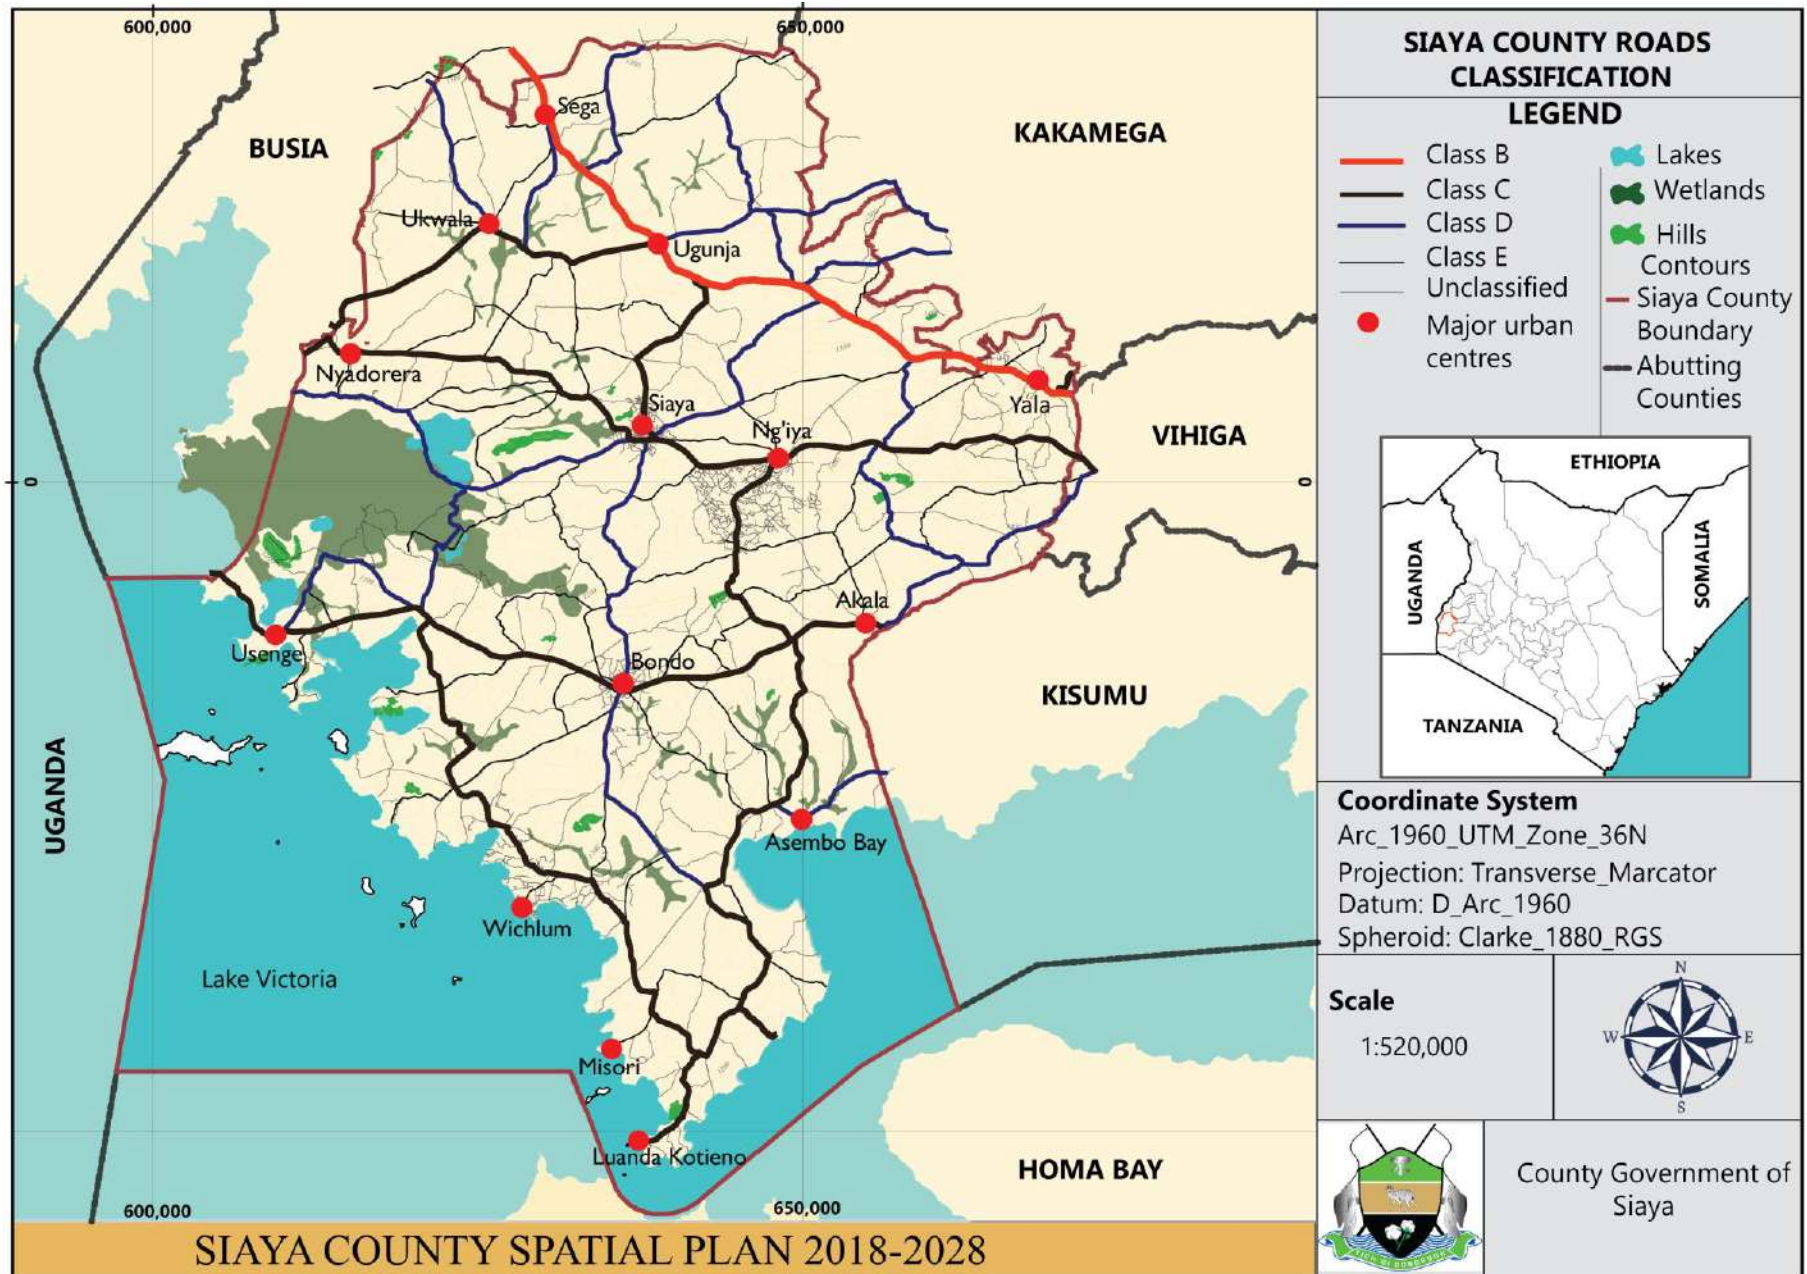 600,000
650,000
BUSIA
KAKAMEGA
Sega
Ukwala
Ugunja
Nyadorera
Yala
Siaya
Ng'iya
VIHIGA
0
0
Akala
Usenge
Bondo
KISUMU
UGANDA
Asembo Bay
Wichlum
Lake Victoria
Misori
Luanda Kotieno
HOMA BAY
600,000
650,000
SIAYA COUNTY SPATIAL PLAN 2018-2028
SIAYA COUNTY ROADS
CLASSIFICATION
LEGEND
Class B
Class C
Class D
Class E
Unclassified
Major urban
centres
Lakes
Wetlands
Hills
Contours
Siaya County
Boundary
Abutting
Counties
ETHIOPIA
UGANDA
SOMALIA
TANZANIA
Coordinate System
Arc_1960_UTM_Zone_36N
Projection: Transverse_Marcator
Datum: D_Arc_1960
Spheroid: Clarke_1880_RGS
Scale
1:520,000
N
W
E
S
County Government of
Siaya